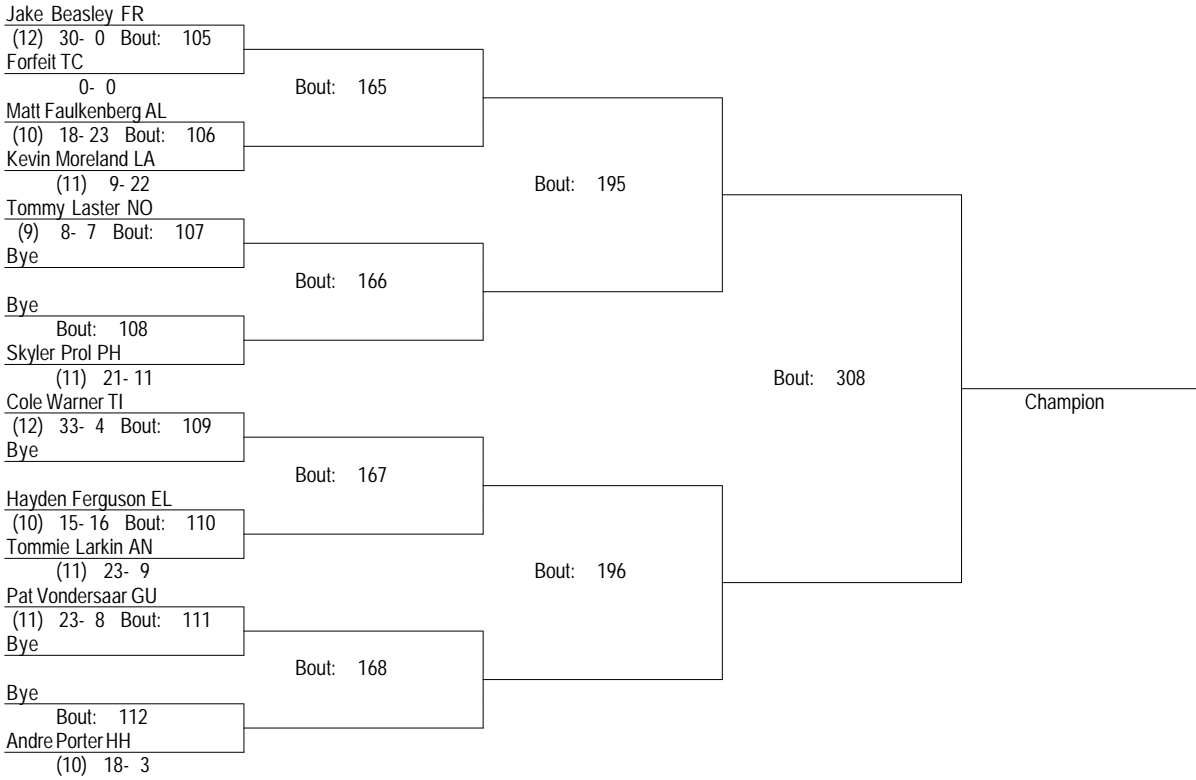 Jake Beasley FR
(12) 30- 0 Bout: 105
Forfeit TC
0- 0
Bout: 165
Matt Faulkenberg AL
(10) 18- 23 Bout: 106
Kevin Moreland LA
(11) 9- 22
Bout: 195
Tommy Laster NO
(9) 8- 7 Bout: 107
Bye
Bout: 166
Bye
Bout: 108
Skyler Prol PH
(11) 21- 11
Bout: 308
Champion
Cole Warner TI
(12) 33- 4 Bout: 109
Bye
Bout: 167
Hayden Ferguson EL
(10) 15- 16 Bout: 110
Tommie Larkin AN
(11) 23- 9
Bout: 196
Pat Vondersaar GU
(11) 23- 8 Bout: 111
Bye
Bout: 168
Bye
Bout: 112
Andre Porter HH
(10) 18- 3